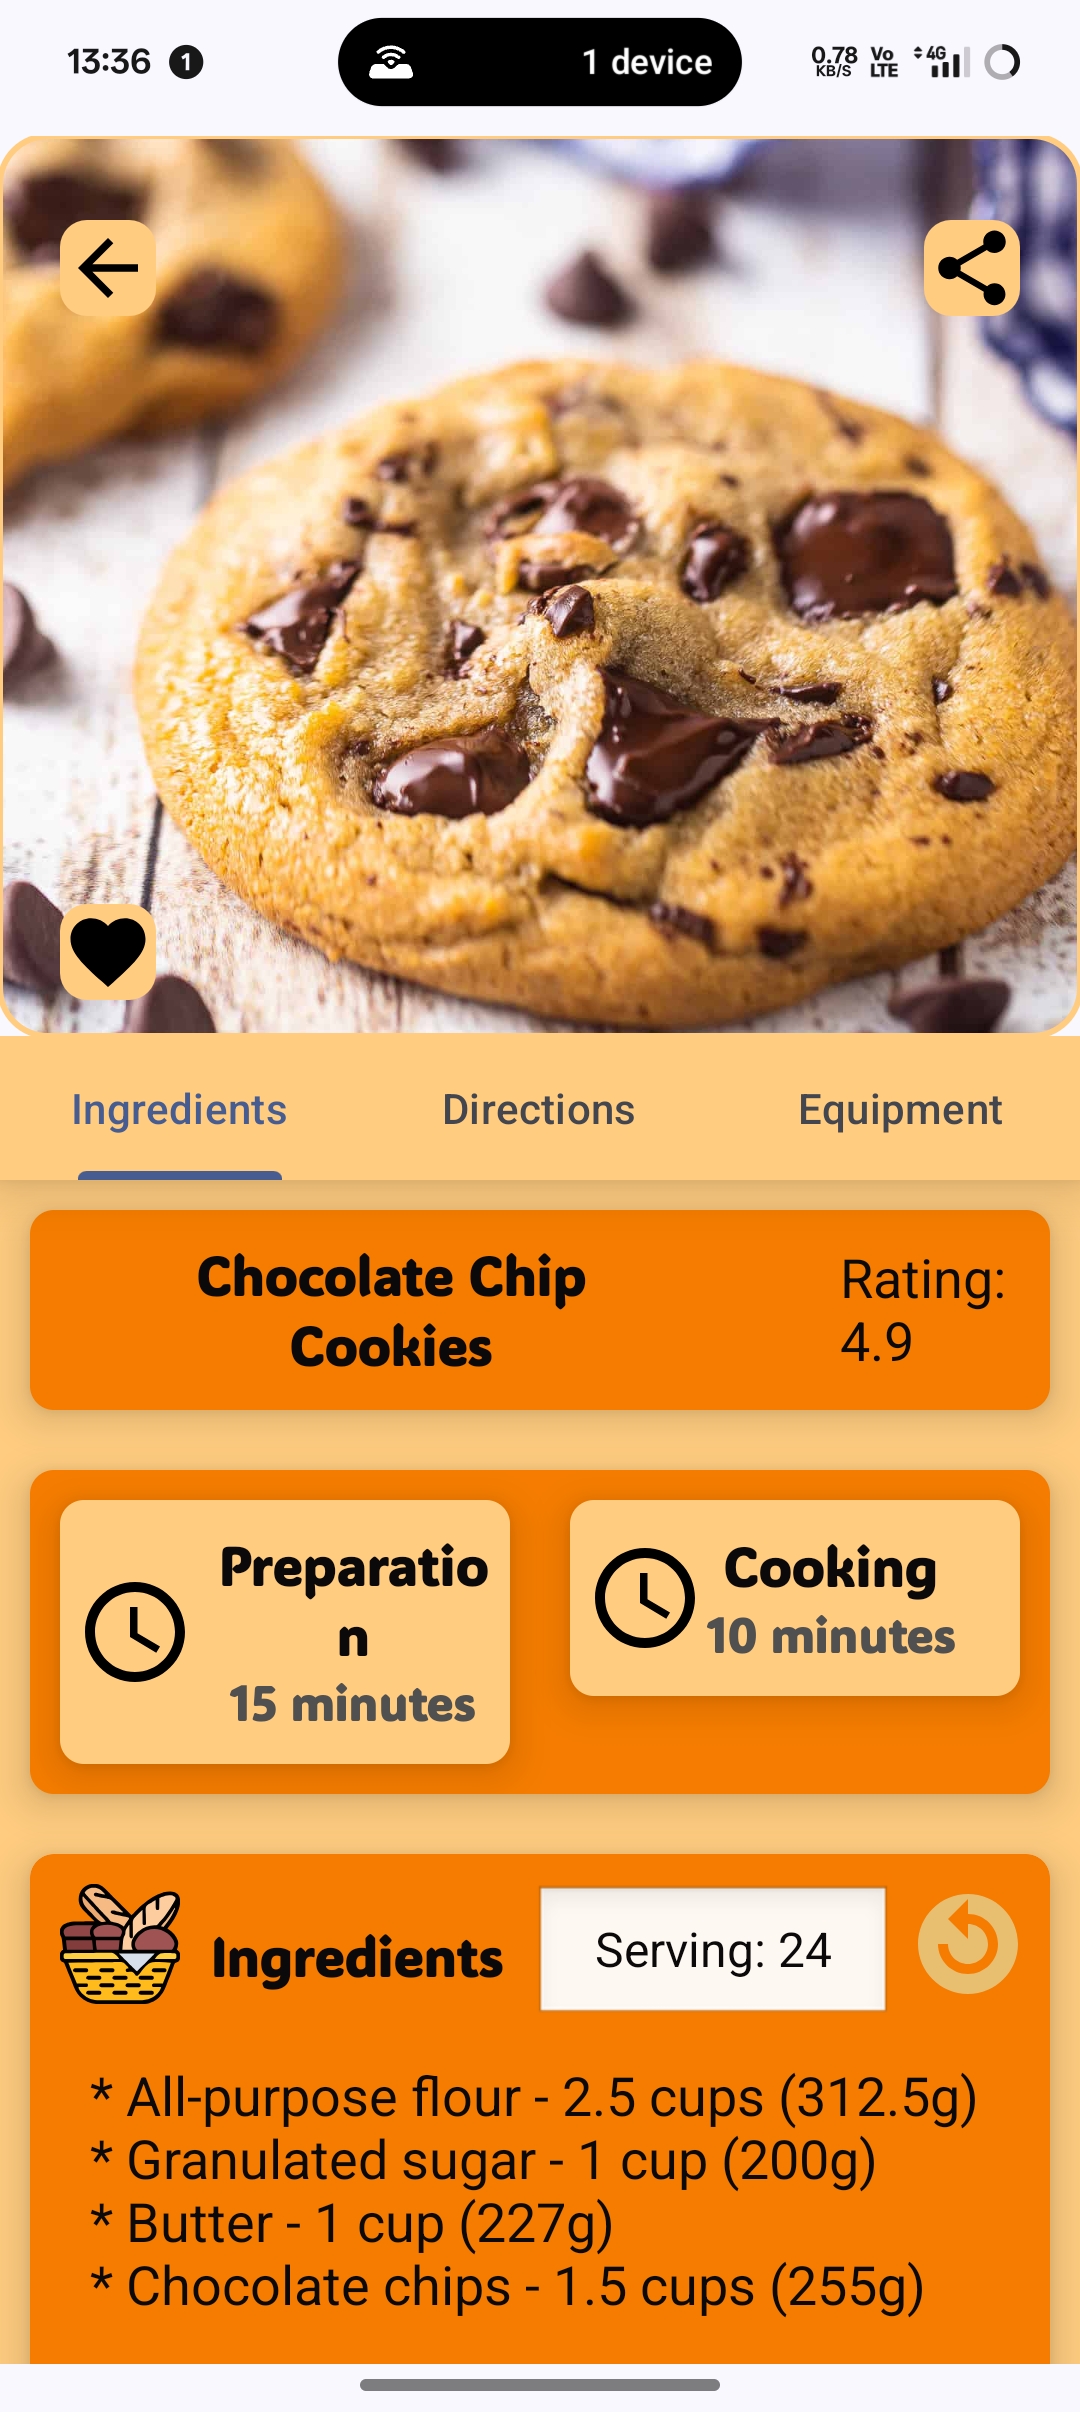 13:36 1
1 device
0.78 KB/S Vo LTE 4G
Ingredients Directions Equipment
Chocolate Chip
Cookies
Rating:
4.9
Preparatio
n
15 minutes
Cooking
10 minutes
Ingredients
Serving: 24
* All-purpose flour - 2.5 cups (312.5g)
* Granulated sugar - 1 cup (200g)
* Butter - 1 cup (227g)
* Chocolate chips - 1.5 cups (255g)